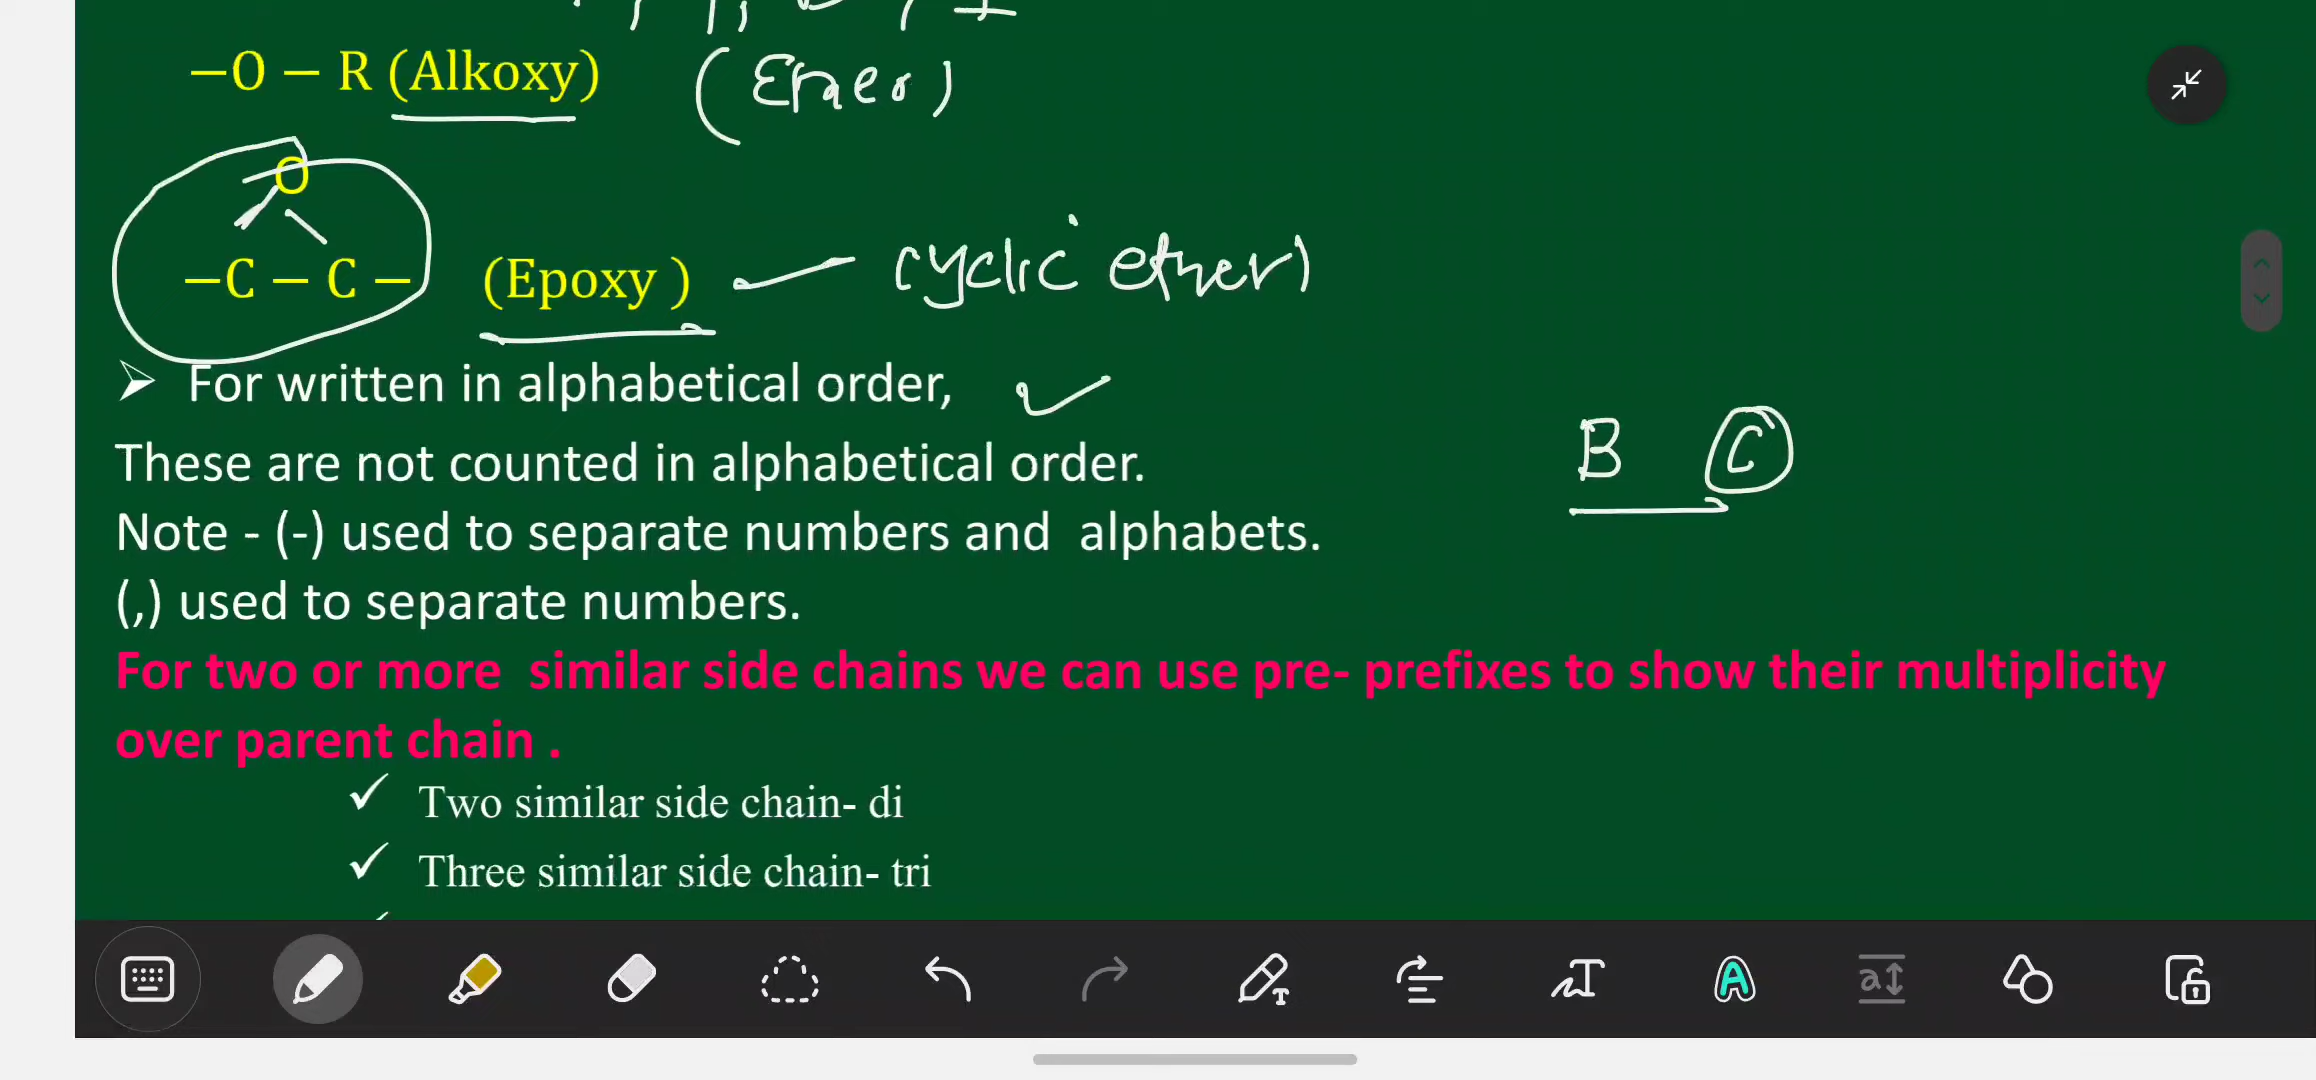 −O − R (Alkoxy) (Ether)
O
−C − C − (Epoxy ) cyclic ether)
➢ For written in alphabetical order,
These are not counted in alphabetical order.
B C
Note - (-) used to separate numbers and alphabets.
(,) used to separate numbers.
For two or more similar side chains we can use pre- prefixes to show their multiplicity
over parent chain .
✓ Two similar side chain- di
✓ Three similar side chain- tri